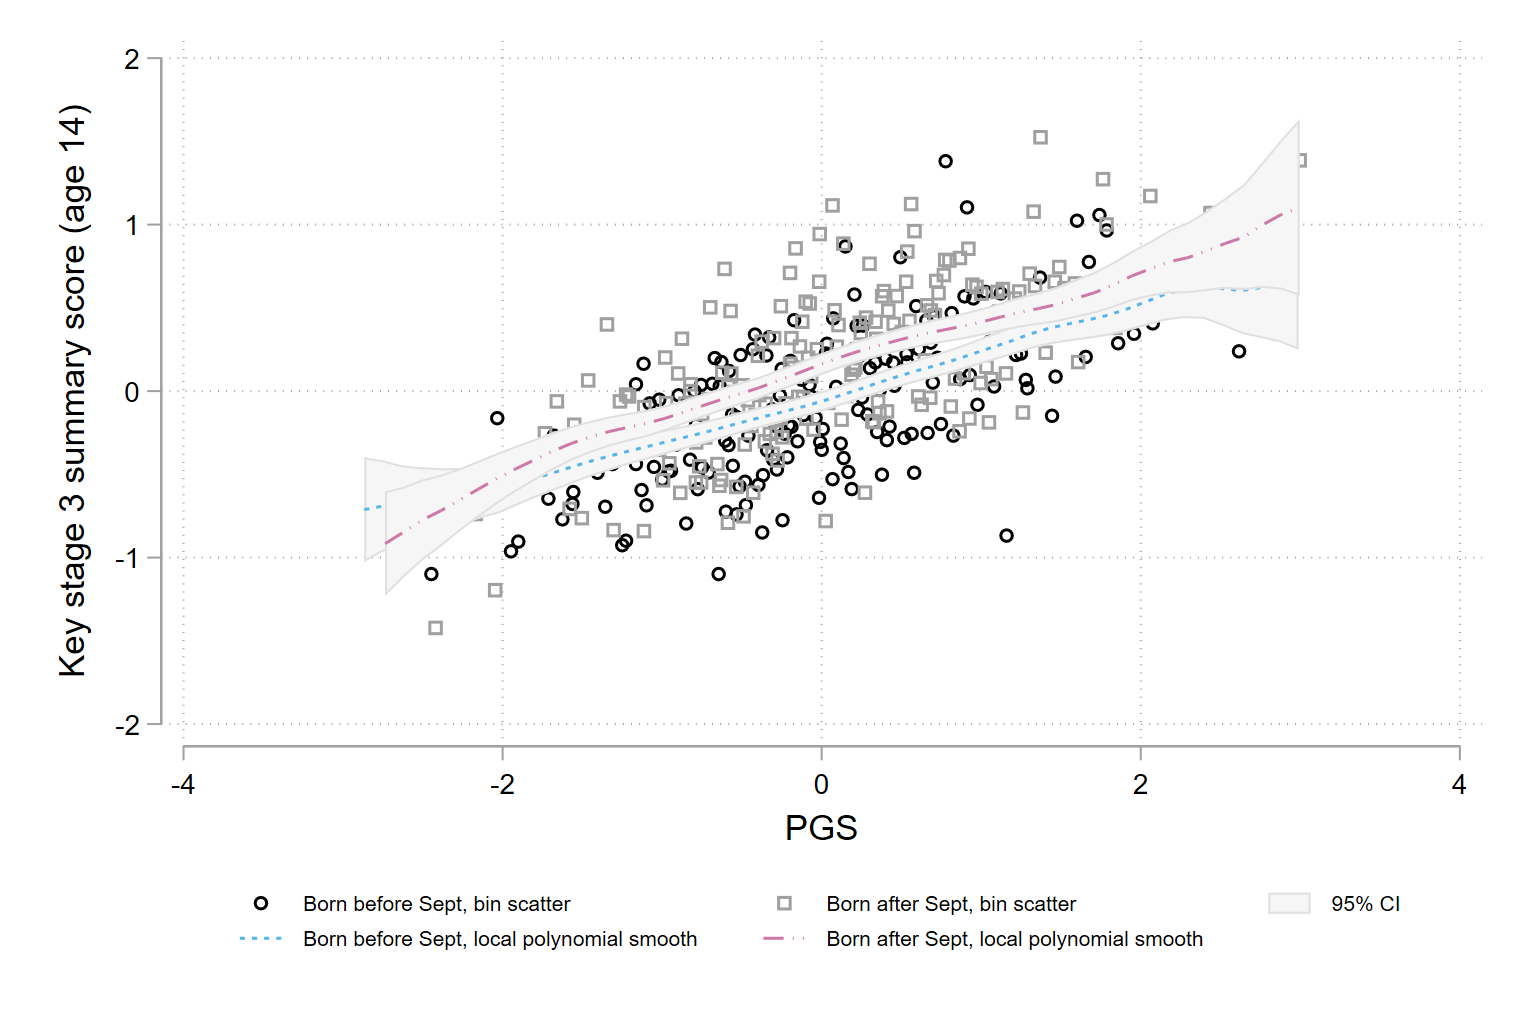 Key stage 3 summary score (age 14)
2
1
0
-1
-2
-4
-2
0
2
4
PGS
Born before Sept, bin scatter
Born after Sept, bin scatter
95% CI
Born before Sept, local polynomial smooth
Born after Sept, local polynomial smooth